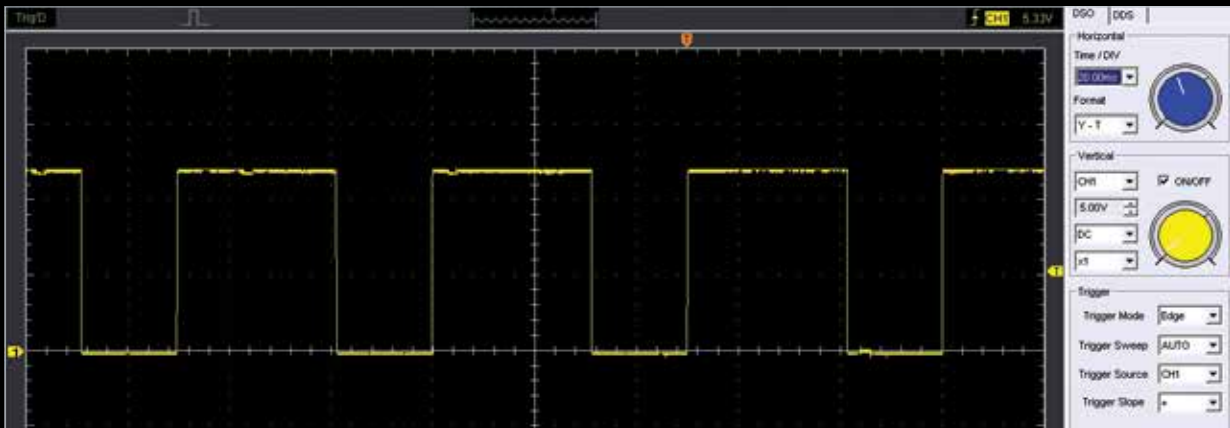 Trig/D
CH1 5.33V
DSO DDS
T
Horizontal
Time / DIV
20.00ms
Format
Y - T
Vertical
CH1 ON/OFF
5.00V
DC
x1
T
1
Trigger
Trigger Mode Edge
Trigger Sweep AUTO
Trigger Source CH1
Trigger Slope +